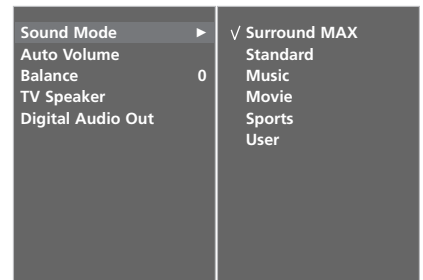 Sound Mode ►
Auto Volume
Balance 0
TV Speaker
Digital Audio Out
√ Surround MAX
Standard
Music
Movie
Sports
User